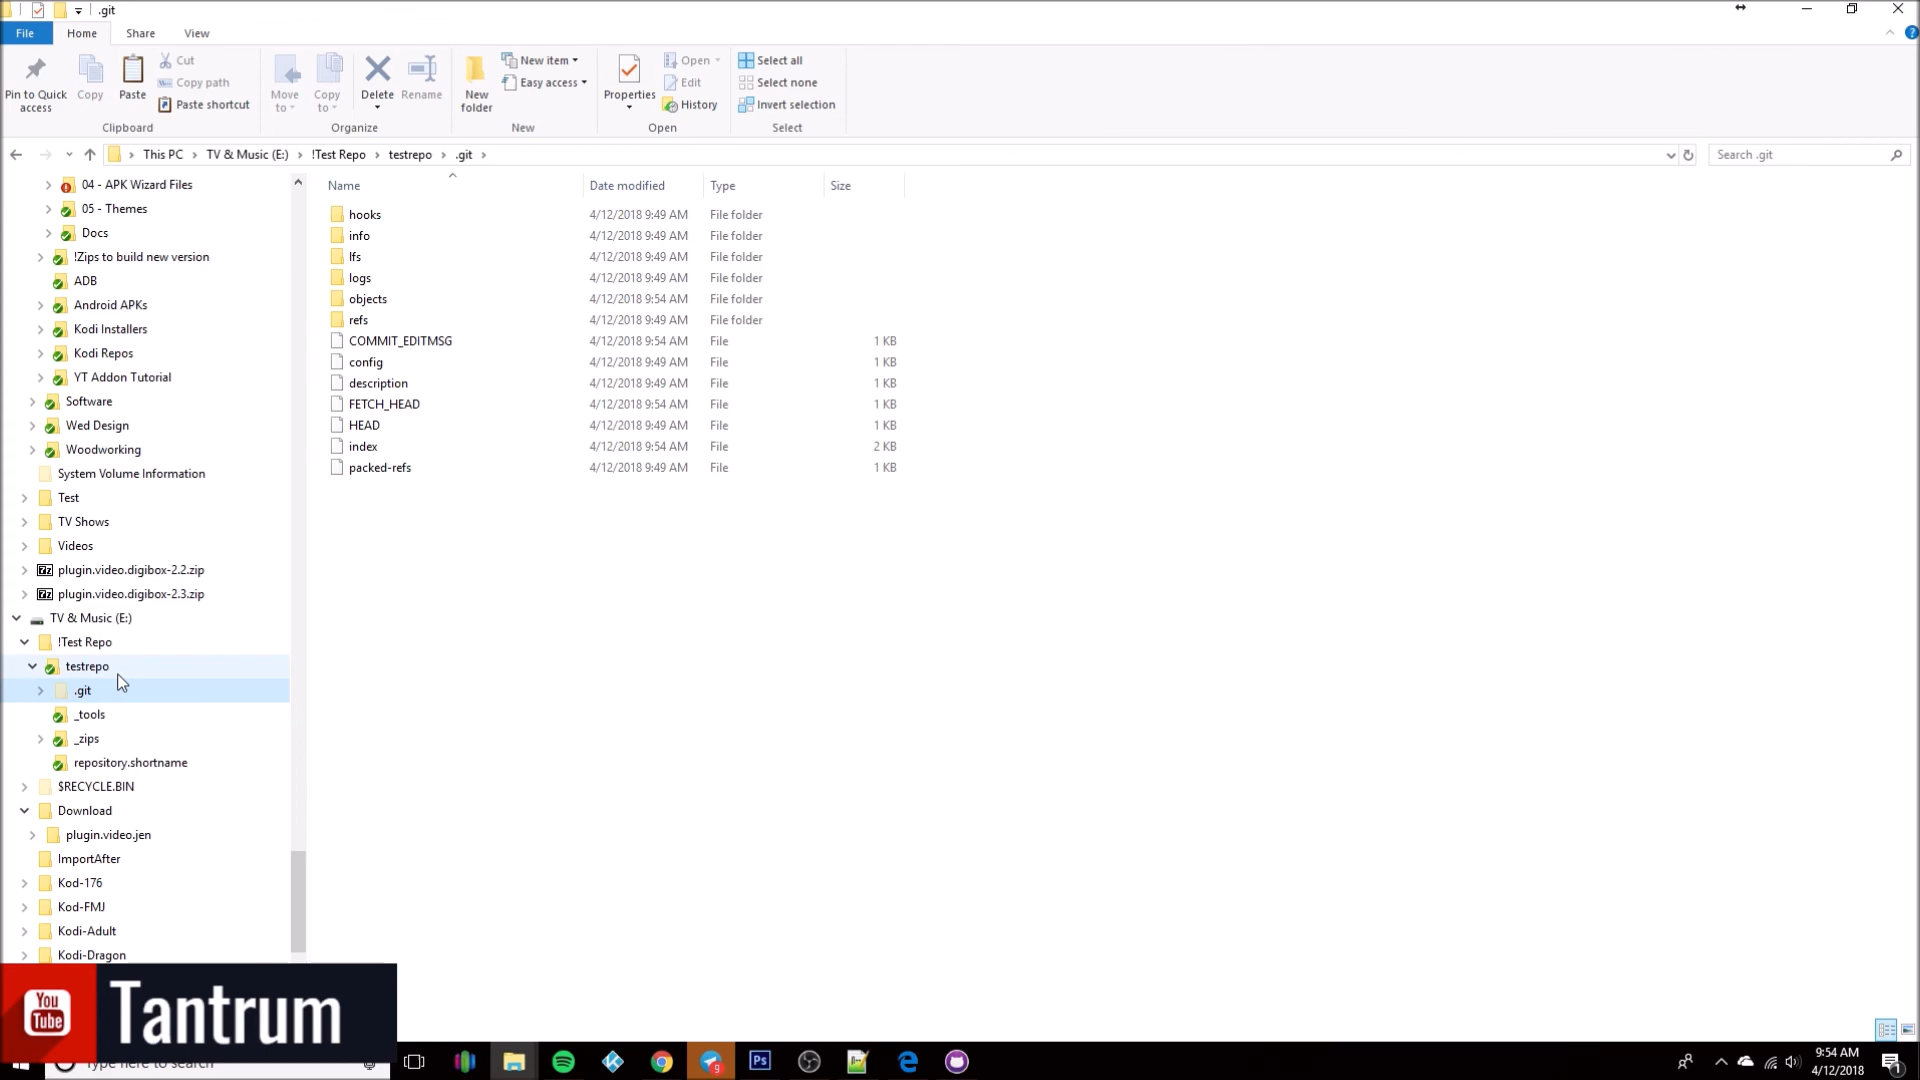 .git
File Home Share View
Pin to Quick access
Copy
Paste
Cut
Copy path
Paste shortcut
Clipboard
Move to
Copy to
Delete
Rename
Organize
New folder
New item
Easy access
New
Properties
Open
Edit
History
Open
Select all
Select none
Invert selection
Select
This PC > TV & Music (E:) > !Test Repo > testrepo > .git >
Search .git
04 - APK Wizard Files
05 - Themes
Docs
!Zips to build new version
ADB
Android APKs
Kodi Installers
Kodi Repos
YT Addon Tutorial
Software
Wed Design
Woodworking
System Volume Information
Test
TV Shows
Videos
plugin.video.digibox-2.2.zip
plugin.video.digibox-2.3.zip
TV & Music (E:)
!Test Repo
testrepo
.git
_tools
_zips
repository.shortname
$RECYCLE.BIN
Download
plugin.video.jen
ImportAfter
Kod-176
Kod-FMJ
Kodi-Adult
Kodi-Dragon
Name Date modified Type Size
hooks 4/12/2018 9:49 AM File folder
info 4/12/2018 9:49 AM File folder
lfs 4/12/2018 9:49 AM File folder
logs 4/12/2018 9:49 AM File folder
objects 4/12/2018 9:54 AM File folder
refs 4/12/2018 9:49 AM File folder
COMMIT_EDITMSG 4/12/2018 9:54 AM File 1 KB
config 4/12/2018 9:49 AM File 1 KB
description 4/12/2018 9:49 AM File 1 KB
FETCH_HEAD 4/12/2018 9:54 AM File 1 KB
HEAD 4/12/2018 9:49 AM File 1 KB
index 4/12/2018 9:54 AM File 2 KB
packed-refs 4/12/2018 9:49 AM File 1 KB
You Tube
Tantrum
Type here to search
9
Ps
9:54 AM
4/12/2018
1